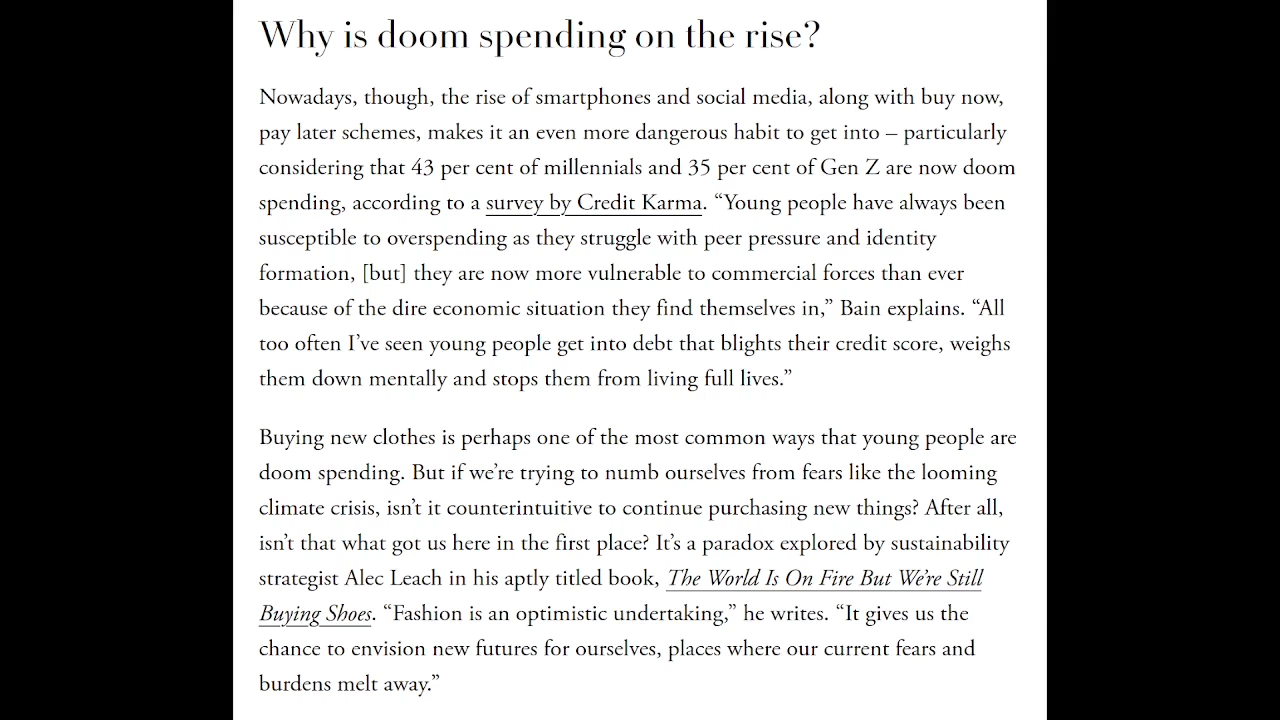 Why is doom spending on the rise?
Nowadays, though, the rise of smartphones and social media, along with buy now,
pay later schemes, makes it an even more dangerous habit to get into – particularly
considering that 43 per cent of millennials and 35 per cent of Gen Z are now doom
spending, according to a survey by Credit Karma. “Young people have always been
susceptible to overspending as they struggle with peer pressure and identity
formation, [but] they are now more vulnerable to commercial forces than ever
because of the dire economic situation they find themselves in,” Bain explains. “All
too often I’ve seen young people get into debt that blights their credit score, weighs
them down mentally and stops them from living full lives.”
Buying new clothes is perhaps one of the most common ways that young people are
doom spending. But if we’re trying to numb ourselves from fears like the looming
climate crisis, isn’t it counterintuitive to continue purchasing new things? After all,
isn’t that what got us here in the first place? It’s a paradox explored by sustainability
strategist Alec Leach in his aptly titled book, The World Is On Fire But We’re Still
Buying Shoes. “Fashion is an optimistic undertaking,” he writes. “It gives us the
chance to envision new futures for ourselves, places where our current fears and
burdens melt away.”